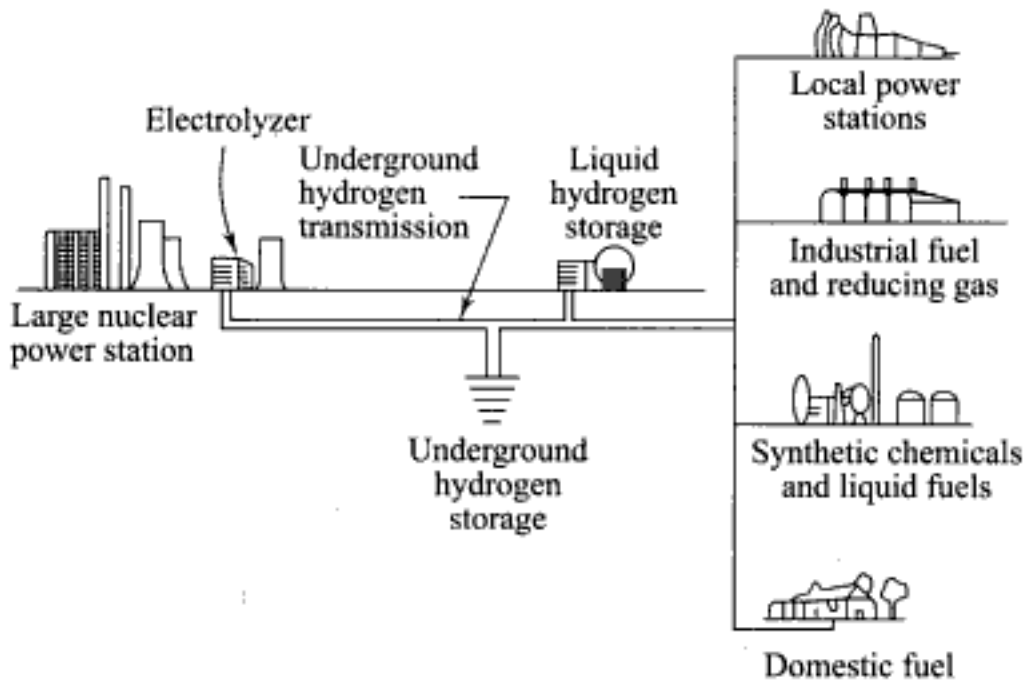 Electrolyzer
Underground
hydrogen
transmission
Liquid
hydrogen
storage
Large nuclear
power station
Underground
hydrogen
storage
Local power
stations
Industrial fuel
and reducing gas
Synthetic chemicals
and liquid fuels
Domestic fuel